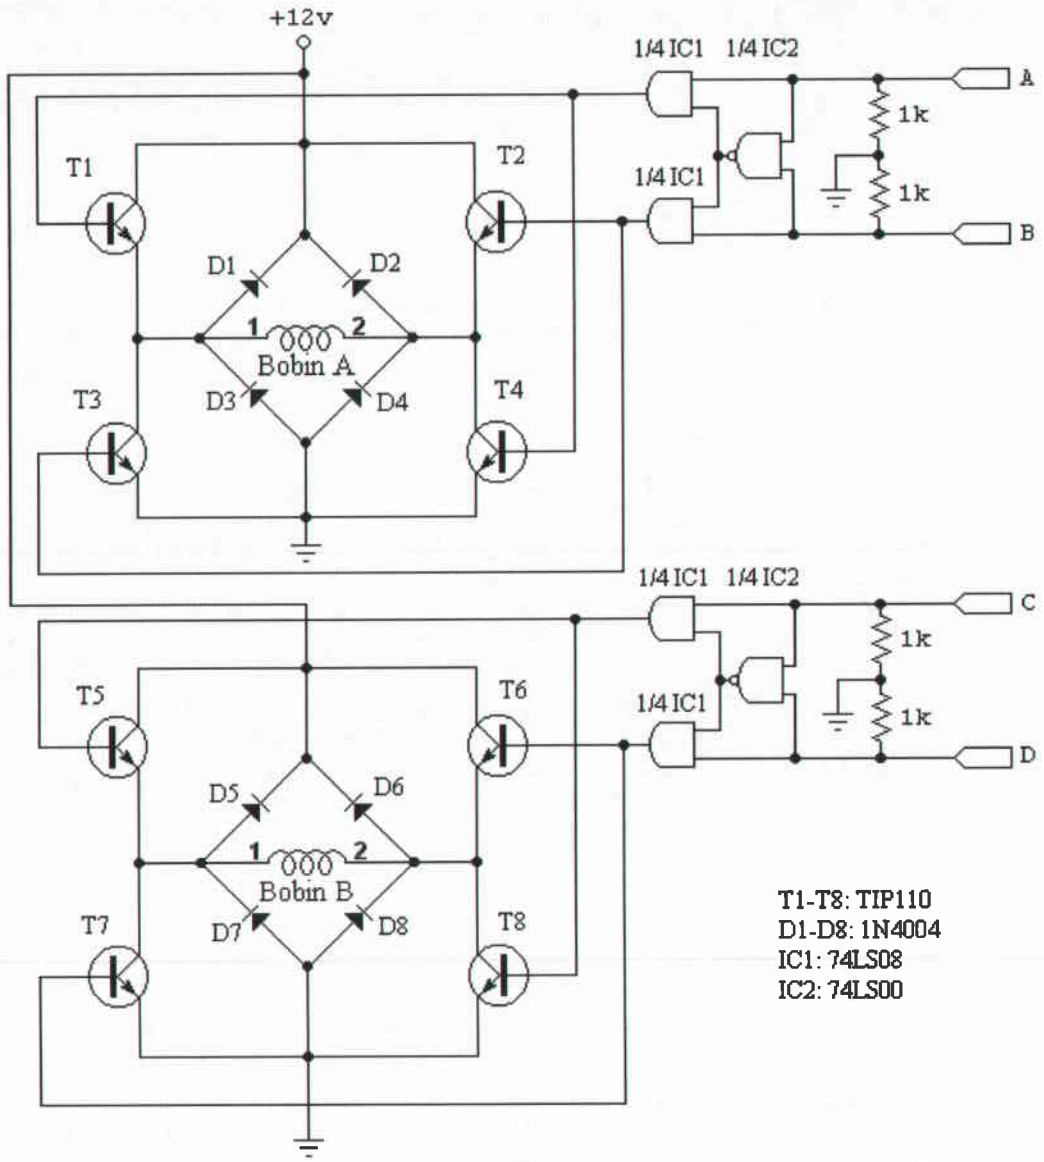 +12v
1/4 IC1 1/4 IC2
A
1k
T1
T2
1/4 IC1
1k
B
D1
D2
1 2
Bobin A
T3
D3
D4
T4
1/4 IC1 1/4 IC2
C
1k
T5
T6
1/4 IC1
1k
D
D5
D6
1 2
Bobin B
T7
D7
D8
T8
T1-T8: TIP110
D1-D8: 1N4004
IC1: 74LS08
IC2: 74LS00